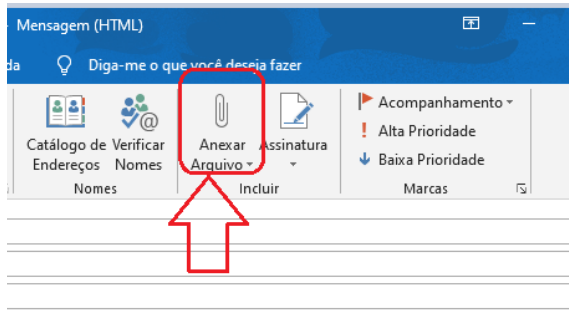 Mensagem (HTML)
da Diga-me o que você deseja fazer
Catálogo de Endereços
Verificar Nomes
Anexar Arquivo
Assinatura
Acompanhamento
Alta Prioridade
Baixa Prioridade
Nomes
Incluir
Marcas